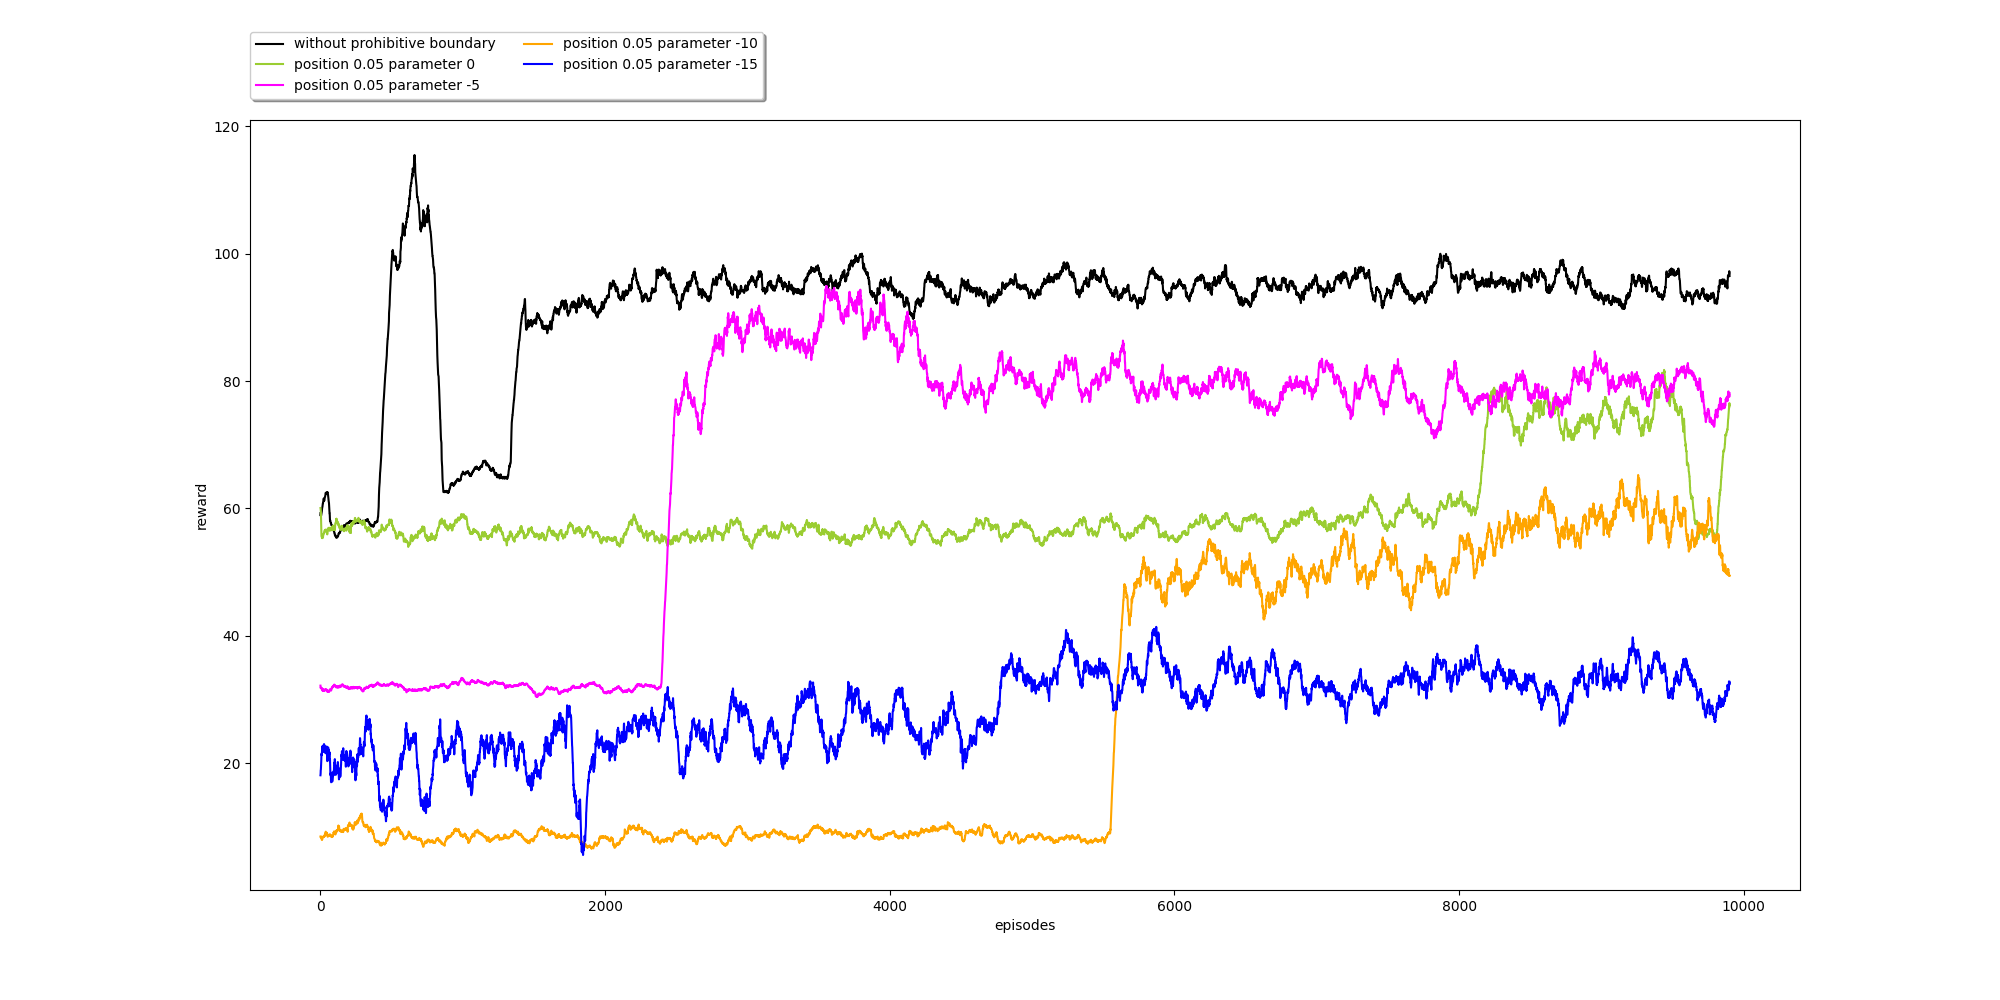 without prohibitive boundary
position 0.05 parameter 0
position 0.05 parameter -5
position 0.05 parameter -10
position 0.05 parameter -15
120
100
80
60
40
20
reward
0
2000
4000
6000
8000
10000
episodes